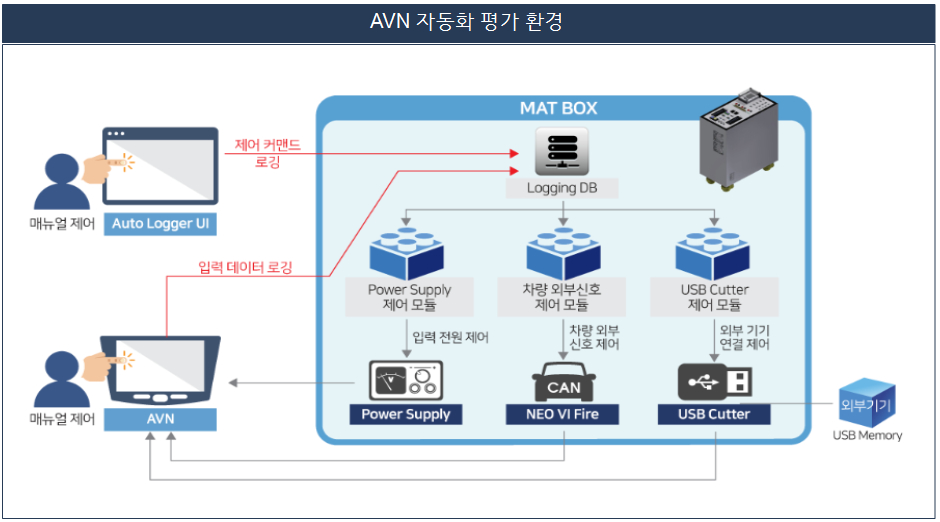 AVN 자동화 평가 환경
MAT BOX
제어 커맨드
로깅
Logging DB
매뉴얼 제어
Auto Logger UI
입력 데이터 로깅
Power Supply
제어 모듈
차량 외부신호
제어 모듈
USB Cutter
제어 모듈
입력 전원 제어
차량 외부
신호 제어
외부 기기
연결 제어
CAN
외부기기
매뉴얼 제어
AVN
Power Supply
NEO VI Fire
USB Cutter
USB Memory